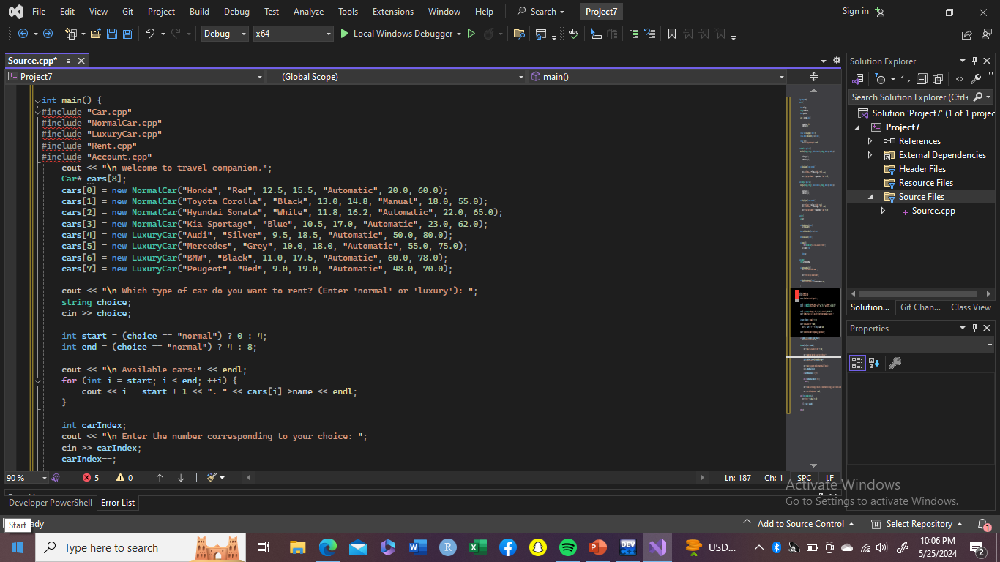 File Edit View Git Project Build Debug Test Analyze Tools Extensions Window Help Search Project7 Sign in
Debug x64 Local Windows Debugger
Source.cpp*
Project7 (Global Scope) main()
int main() {
#include "Car.cpp"
#include "NormalCar.cpp"
#include "LuxuryCar.cpp"
#include "Rent.cpp"
#include "Account.cpp"
cout << "\n welcome to travel companion.";
Car* cars[8];
cars[0] = new NormalCar("Honda", "Red", 12.5, 15.5, "Automatic", 20.0, 60.0);
cars[1] = new NormalCar("Toyota Corolla", "Black", 13.0, 14.8, "Manual", 18.0, 55.0);
cars[2] = new NormalCar("Hyundai Sonata", "White", 11.8, 16.2, "Automatic", 22.0, 65.0);
cars[3] = new NormalCar("Kia Sportage", "Blue", 10.5, 17.0, "Automatic", 23.0, 62.0);
cars[4] = new LuxuryCar("Audi", "Silver", 9.5, 18.5, "Automatic", 50.0, 80.0);
cars[5] = new LuxuryCar("Mercedes", "Grey", 10.0, 18.0, "Automatic", 55.0, 75.0);
cars[6] = new LuxuryCar("BMW", "Black", 11.0, 17.5, "Automatic", 60.0, 78.0);
cars[7] = new LuxuryCar("Peugeot", "Red", 9.0, 19.0, "Automatic", 48.0, 70.0);
cout << "\n Which type of car do you want to rent? (Enter 'normal' or 'luxury'): ";
string choice;
cin >> choice;
int start = (choice == "normal") ? 0 : 4;
int end = (choice == "normal") ? 4 : 8;
cout << "\n Available cars:" << endl;
for (int i = start; i < end; ++i) {
cout << i - start + 1 << ". " << cars[i]->name << endl;
}
int carIndex;
cout << "\n Enter the number corresponding to your choice: ";
cin >> carIndex;
carIndex--;
90 % 5 0 Ln: 187 Ch: 1 SPC LF
Developer PowerShell Error List
Solution Explorer
Search Solution Explorer (Ctrl+
Solution 'Project7' (1 of 1 projec
Project7
References
External Dependencies
Header Files
Resource Files
Source Files
Source.cpp
Solution... Git Chan... Class View
Properties
Activate Windows
Go to Settings to activate Windows.
Start
Add to Source Control Select Repository 1
Type here to search
USD...
10:06 PM
5/25/2024
2